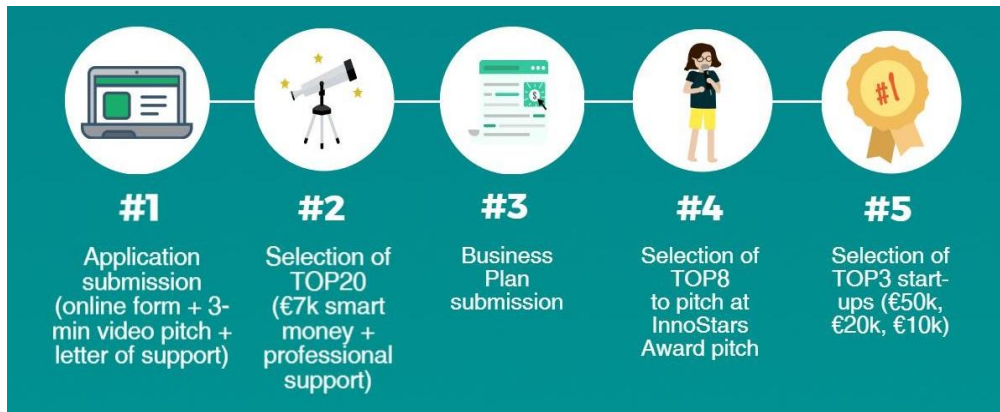 #1
#1
Application
submission
(online form + 3-
min video pitch +
letter of support)
#2
Selection of
TOP20
(€7k smart
money +
professional
support)
$
#3
Business
Plan
submission
#4
Selection of
TOP8
to pitch at
InnoStars
Award pitch
#5
Selection of
TOP3 start-
ups (€50k,
€20k, €10k)